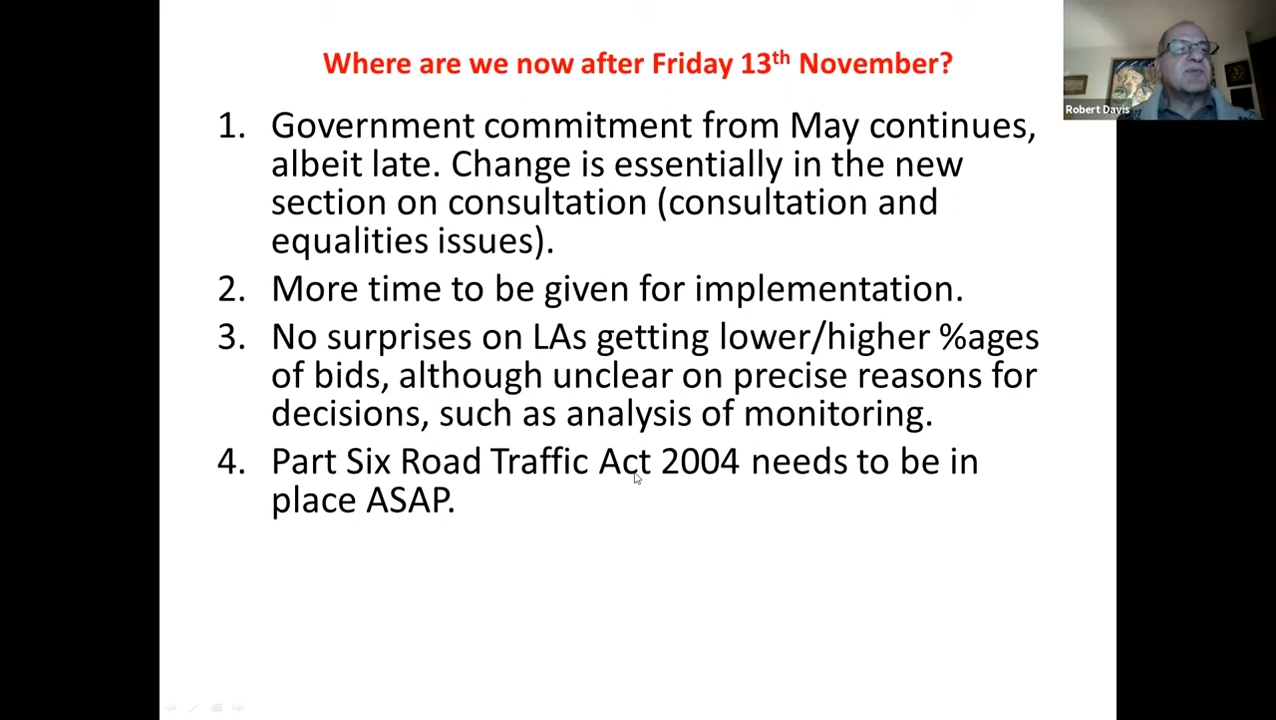 Where are we now after Friday 13th November?
Robert Davis
1. Government commitment from May continues,
albeit late. Change is essentially in the new
section on consultation (consultation and
equalities issues).
2. More time to be given for implementation.
3. No surprises on LAs getting lower/higher %ages
of bids, although unclear on precise reasons for
decisions, such as analysis of monitoring.
4. Part Six Road Traffic Act 2004 needs to be in
place ASAP.